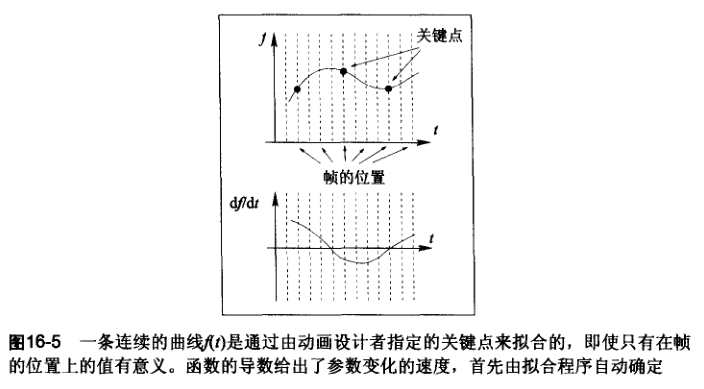 f
关键点
t
帧的位置
df/dt
t
图16-5 一条连续的曲线f(t)是通过由动画设计者指定的关键点来拟合的，即使只有在帧
的位置上的值有意义。函数的导数给出了参数变化的速度，首先由拟合程序自动确定